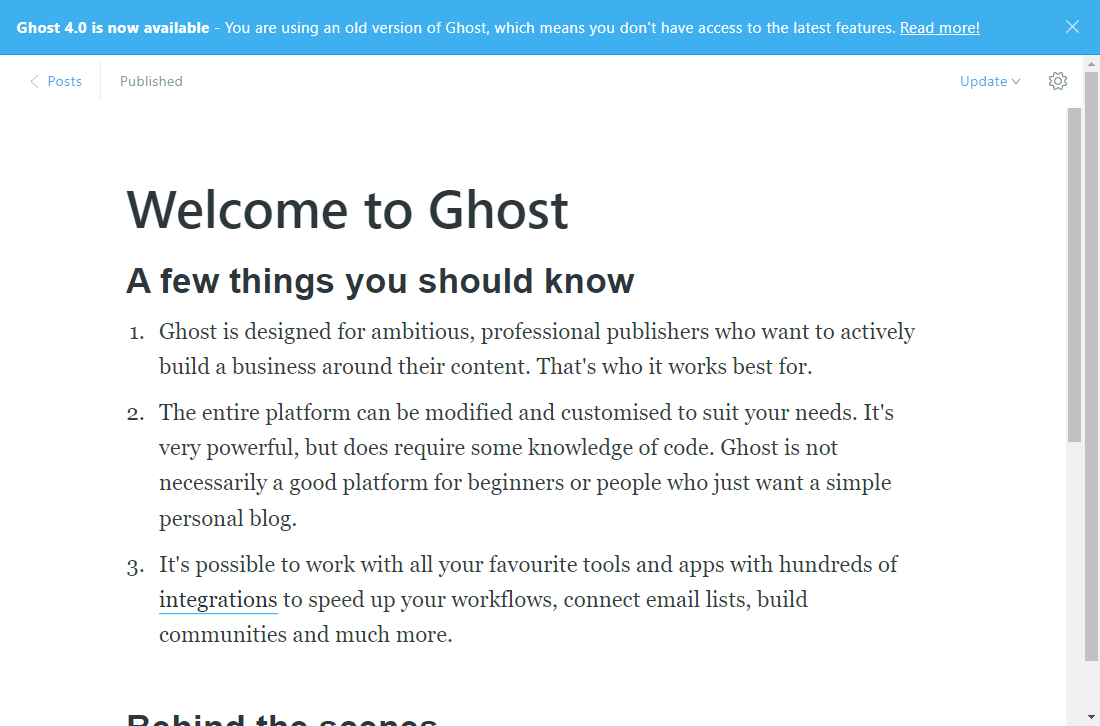 Ghost 4.0 is now available - You are using an old version of Ghost, which means you don't have access to the latest features. Read more!
Posts
Published
Update
Welcome to Ghost
A few things you should know
1. Ghost is designed for ambitious, professional publishers who want to actively
build a business around their content. That's who it works best for.
2. The entire platform can be modified and customised to suit your needs. It's
very powerful, but does require some knowledge of code. Ghost is not
necessarily a good platform for beginners or people who just want a simple
personal blog.
3. It's possible to work with all your favourite tools and apps with hundreds of
integrations to speed up your workflows, connect email lists, build
communities and much more.
Behind the scenes